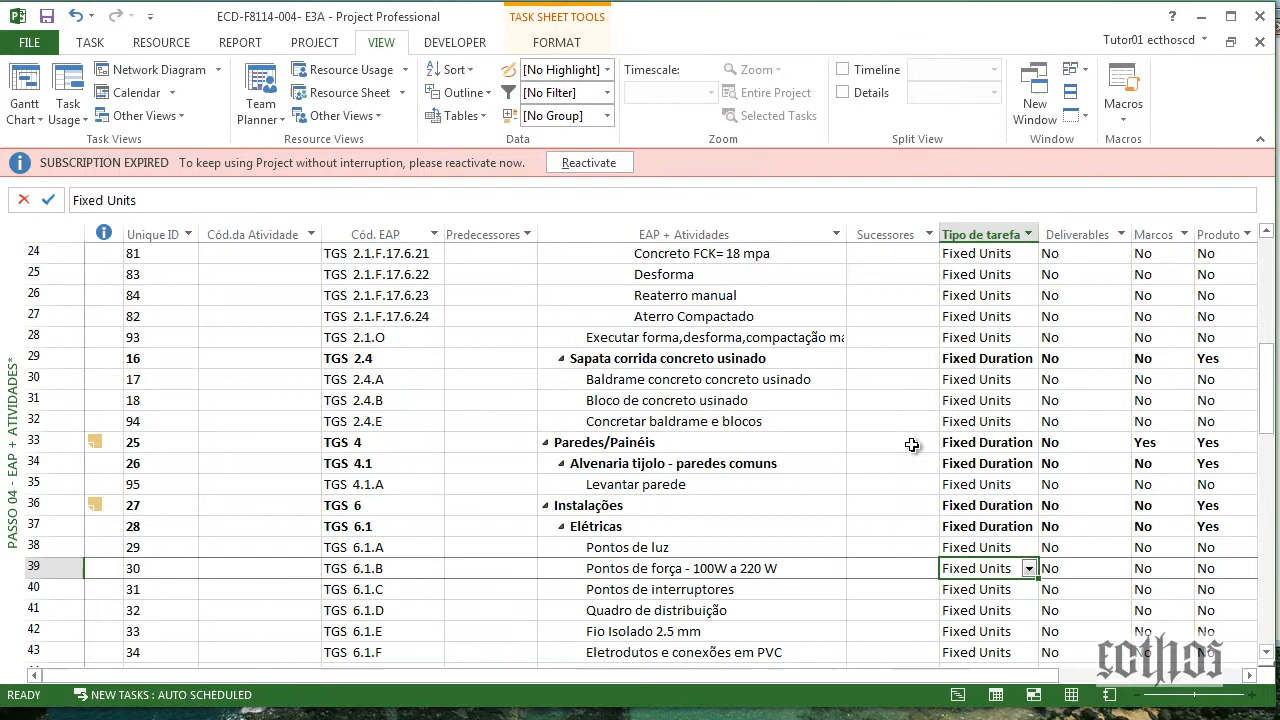 ECD-F8114-004- E3A - Project Professional
TASK SHEET TOOLS
FILE TASK RESOURCE REPORT PROJECT VIEW DEVELOPER FORMAT
Tutor01 ecthoscd
Gantt Chart
Task Usage
Network Diagram
Calendar
Other Views
Task Views
Team Planner
Resource Usage
Resource Sheet
Other Views
Resource Views
Sort
Outline
Tables
[No Highlight]
[No Filter]
[No Group]
Data
Timescale:
Zoom
Entire Project
Selected Tasks
Zoom
Timeline
Details
Split View
New Window
Window
Macros
Macros
SUBSCRIPTION EXPIRED To keep using Project without interruption, please reactivate now. Reactivate
Fixed Units
Unique ID Cód.da Atividade Cód. EAP Predecessores EAP + Atividades Sucessores Tipo de tarefa Deliverables Marcos Produto
24 81 TGS 2.1.F.17.6.21 Concreto FCK= 18 mpa Fixed Units No No No
25 83 TGS 2.1.F.17.6.22 Desforma Fixed Units No No No
26 84 TGS 2.1.F.17.6.23 Reaterro manual Fixed Units No No No
27 82 TGS 2.1.F.17.6.24 Aterro Compactado Fixed Units No No No
28 93 TGS 2.1.O Executar forma,desforma,compactação ma Fixed Units No No No
29 16 TGS 2.4 Sapata corrida concreto usinado Fixed Duration No No Yes
30 17 TGS 2.4.A Baldrame concreto concreto usinado Fixed Units No No No
31 18 TGS 2.4.B Bloco de concreto usinado Fixed Units No No No
32 94 TGS 2.4.E Concretar baldrame e blocos Fixed Units No No No
33 25 TGS 4 Paredes/Painéis Fixed Duration No Yes Yes
34 26 TGS 4.1 Alvenaria tijolo - paredes comuns Fixed Duration No No Yes
35 95 TGS 4.1.A Levantar parede Fixed Units No No No
36 27 TGS 6 Instalações Fixed Duration No No Yes
37 28 TGS 6.1 Elétricas Fixed Duration No No Yes
38 29 TGS 6.1.A Pontos de luz Fixed Units No No No
39 30 TGS 6.1.B Pontos de força - 100W a 220 W Fixed Units No No No
40 31 TGS 6.1.C Pontos de interruptores Fixed Units No No No
41 32 TGS 6.1.D Quadro de distribuição Fixed Units No No No
42 33 TGS 6.1.E Fio Isolado 2.5 mm Fixed Units No No No
43 34 TGS 6.1.F Eletrodutos e conexões em PVC Fixed Units No No No
PASSO 04 - EAP + ATIVIDADES*
ecthos
READY NEW TASKS : AUTO SCHEDULED